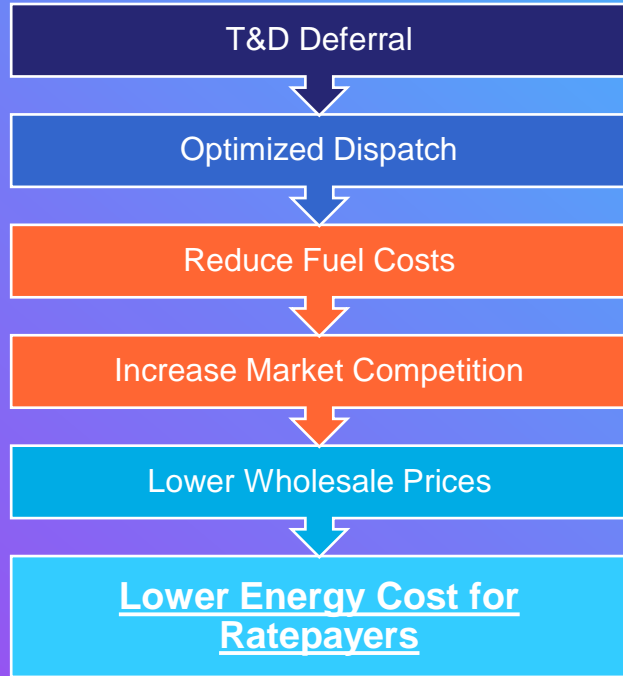 T&D Deferral
Optimized Dispatch
Reduce Fuel Costs
Increase Market Competition
Lower Wholesale Prices
Lower Energy Cost for
Ratepayers